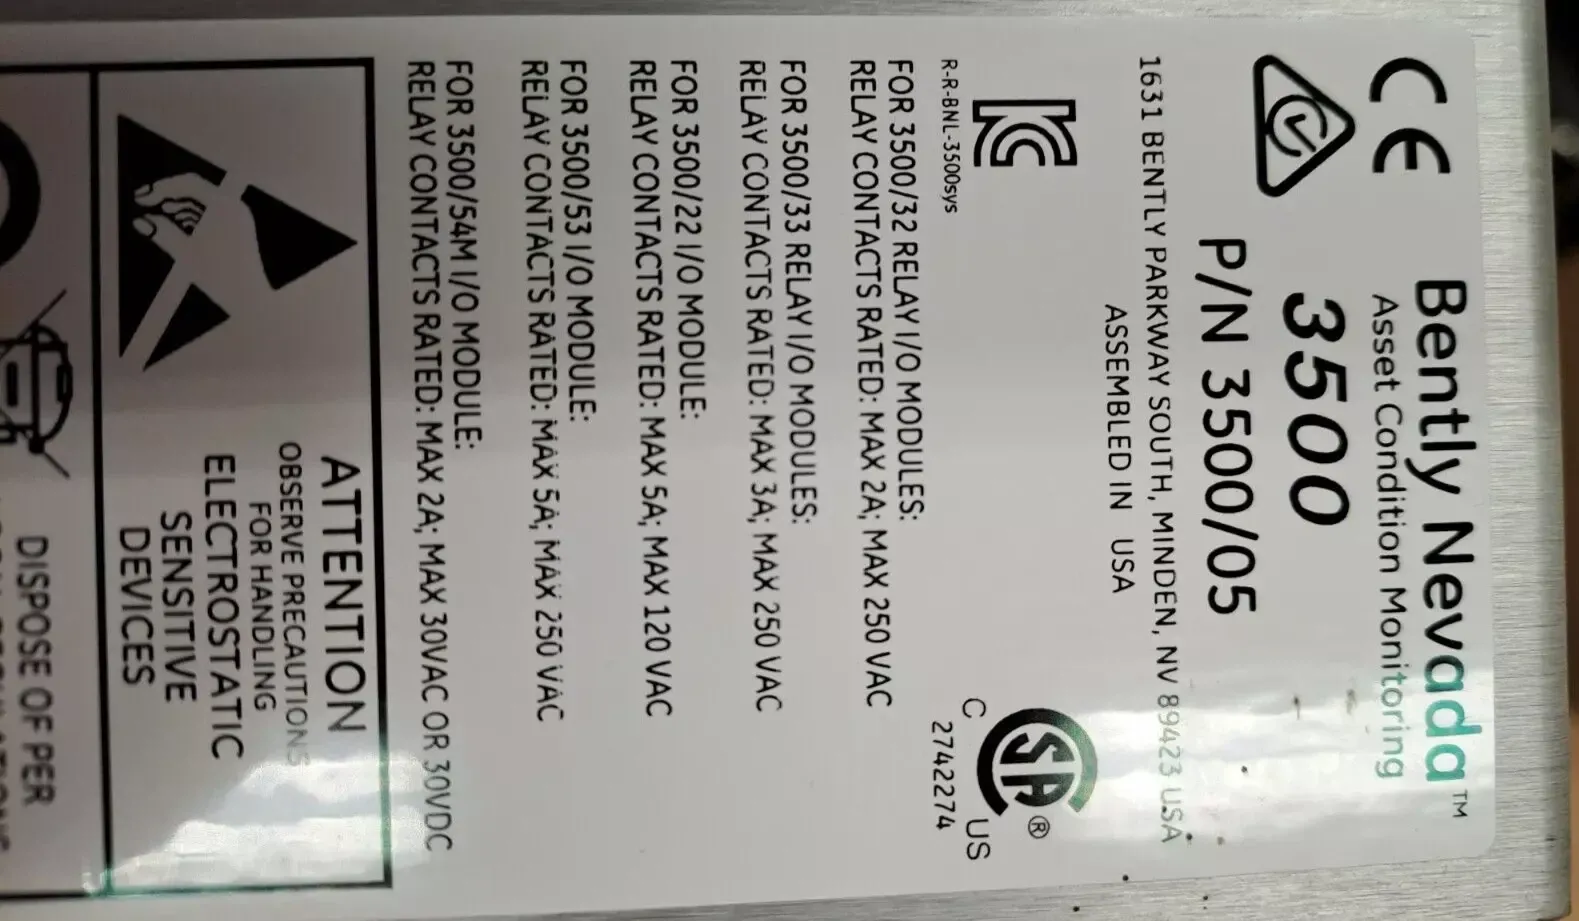 Bently Nevada™
Asset Condition Monitoring
CE
3500
P/N 3500/05
1631 BENTLY PARKWAY SOUTH, MINDEN, NV 89423 USA
ASSEMBLED IN USA
R-R-BNL-3500sys
C SA® US
2742274
FOR 3500/32 RELAY I/O MODULES:
RELAY CONTACTS RATED: MAX 2A; MAX 250 VAC
FOR 3500/33 RELAY I/O MODULES:
RELAY CONTACTS RATED: MAX 3A; MAX 250 VAC
FOR 3500/22 I/O MODULE:
RELAY CONTACTS RATED: MAX 5A; MAX 120 VAC
FOR 3500/53 I/O MODULE:
RELAY CONTACTS RATED: MAX 5A; MAX 250 VAC
FOR 3500/54M I/O MODULE:
RELAY CONTACTS RATED: MAX 2A; MAX 30VAC OR 30VDC
ATTENTION
OBSERVE PRECAUTIONS
FOR HANDLING
ELECTROSTATIC
SENSITIVE
DEVICES
DISPOSE OF PER